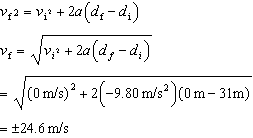 v_f² = v_i² + 2a(d_f − d_i)
v_f = √(v_i² + 2a(d_f − d_i))
= √((0 m/s)² + 2(−9.80 m/s²)(0 m − 31m))
= ±24.6 m/s